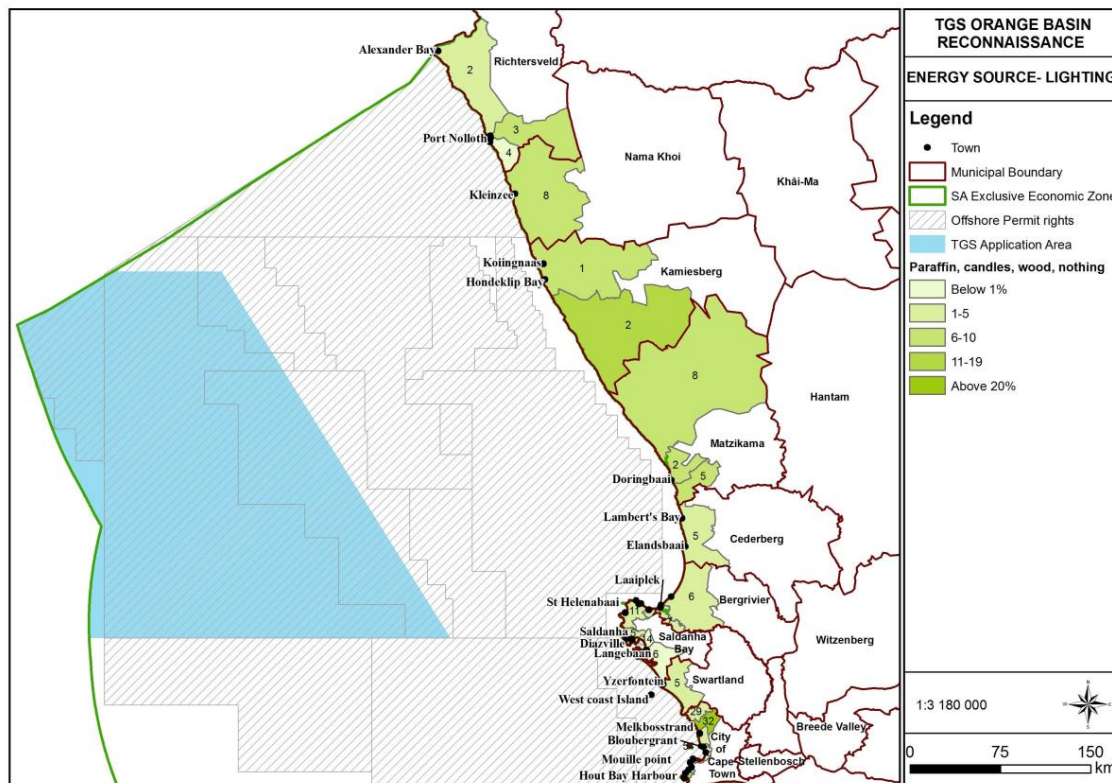 Alexander Bay
2
Richtersveld
3
Port Nolloth
4
Nama Khoi
Khâi-Ma
Kleinzee
8
Koiingnaas
1
Kamiesberg
Hondeklip Bay
2
8
Hantam
Matzikama
2
Doringbaai
5
Lambert's Bay
5
Cederberg
Elandsbaai
Laaiplek
6
Bergrivier
St Helenabaai
11
Witzenberg
Saldanha
5
14
Saldanha
Bay
Diazville
Langebaan
6
Swartland
Yzerfontein
5
West coast Island
29
32
Melkbosstrand
Breede Valley
Bloubergrant
City
of
Cape
Town
Mouille point
Stellenbosch
Hout Bay Harbour
TGS ORANGE BASIN
RECONNAISSANCE
ENERGY SOURCE- LIGHTING
Legend
Town
Municipal Boundary
SA Exclusive Economic Zone
Offshore Permit rights
TGS Application Area
Paraffin, candles, wood, nothing
Below 1%
1-5
6-10
11-19
Above 20%
1:3 180 000
N
W
E
S
0 75 150
km